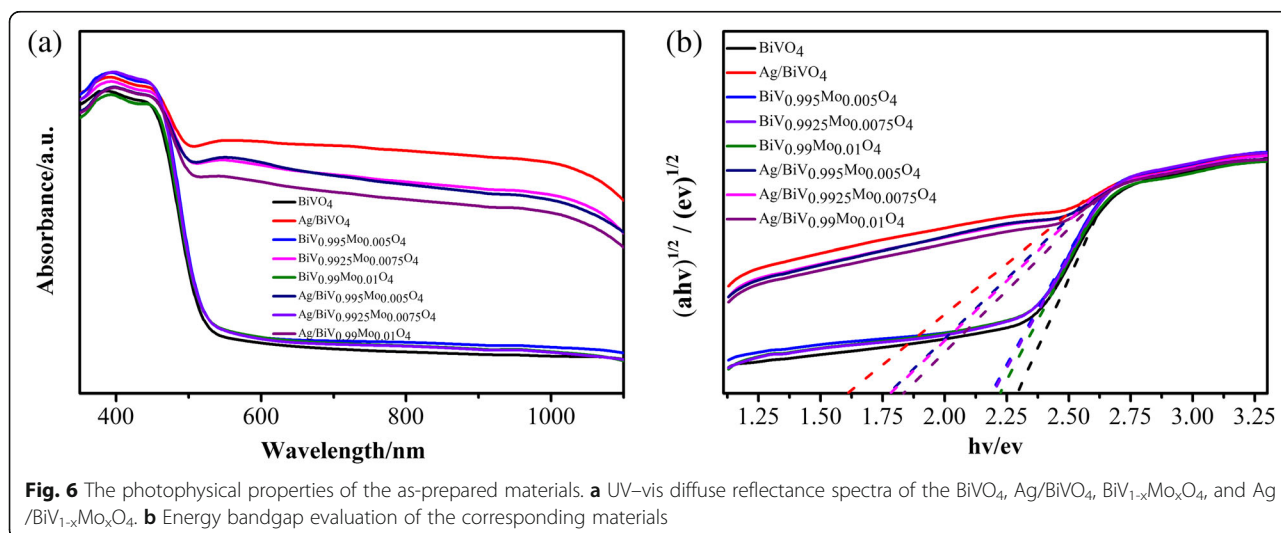 (a)
Absorbance/a.u.
BiVO₄
Ag/BiVO₄
BiV₀.₉₉₅Mo₀.₀₀₅O₄
BiV₀.₉₉₂₅Mo₀.₀₀₇₅O₄
BiV₀.₉₉Mo₀.₀₁O₄
Ag/BiV₀.₉₉₅Mo₀.₀₀₅O₄
Ag/BiV₀.₉₉₂₅Mo₀.₀₀₇₅O₄
Ag/BiV₀.₉₉Mo₀.₀₁O₄
400 600 800 1000
Wavelength/nm
(b)
(ahv)¹/² / (ev)¹/²
BiVO₄
Ag/BiVO₄
BiV₀.₉₉₅Mo₀.₀₀₅O₄
BiV₀.₉₉₂₅Mo₀.₀₀₇₅O₄
BiV₀.₉₉Mo₀.₀₁O₄
Ag/BiV₀.₉₉₅Mo₀.₀₀₅O₄
Ag/BiV₀.₉₉₂₅Mo₀.₀₀₇₅O₄
Ag/BiV₀.₉₉Mo₀.₀₁O₄
1.25 1.50 1.75 2.00 2.25 2.50 2.75 3.00 3.25
hv/ev
Fig. 6 The photophysical properties of the as-prepared materials. a UV–vis diffuse reflectance spectra of the BiVO₄, Ag/BiVO₄, BiV₁₋ₓMoₓO₄, and Ag
/BiV₁₋ₓMoₓO₄. b Energy bandgap evaluation of the corresponding materials